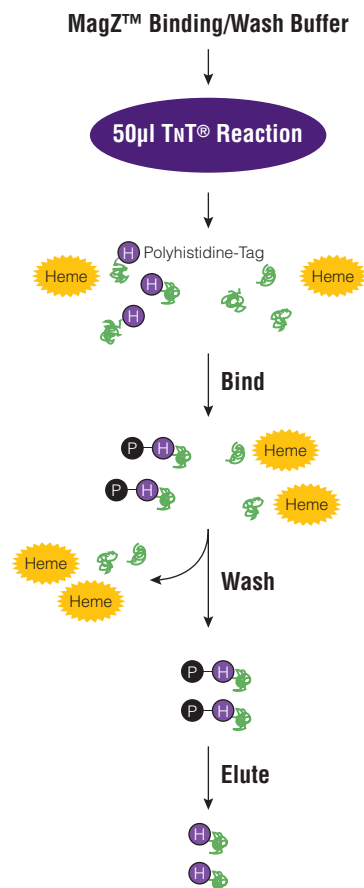 MagZ™ Binding/Wash Buffer
50µl TNT® Reaction
H Polyhistidine-Tag
Heme
H
Heme
H
Bind
P H
Heme
P H
Heme
Heme
Heme
Wash
P H
P H
Elute
H
H